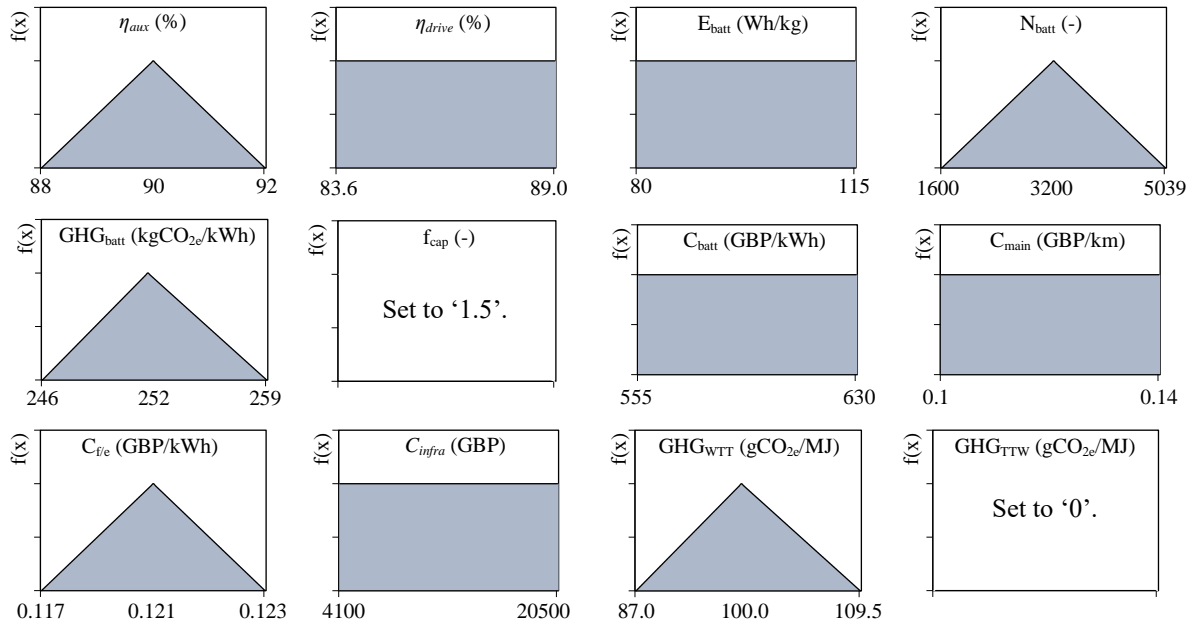 f(x) η_aux (%)
88 90 92
f(x) η_drive (%)
83.6 89.0
f(x) E_batt (Wh/kg)
80 115
f(x) N_batt (-)
1600 3200 5039
f(x) GHG_batt (kgCO_2e/kWh)
246 252 259
f(x) f_cap (-)
Set to ‘1.5’.
f(x) C_batt (GBP/kWh)
555 630
f(x) C_main (GBP/km)
0.1 0.14
f(x) C_f/e (GBP/kWh)
0.117 0.121 0.123
f(x) C_infra (GBP)
4100 20500
f(x) GHG_WTT (gCO_2e/MJ)
87.0 100.0 109.5
f(x) GHG_TTW (gCO_2e/MJ)
Set to ‘0’.